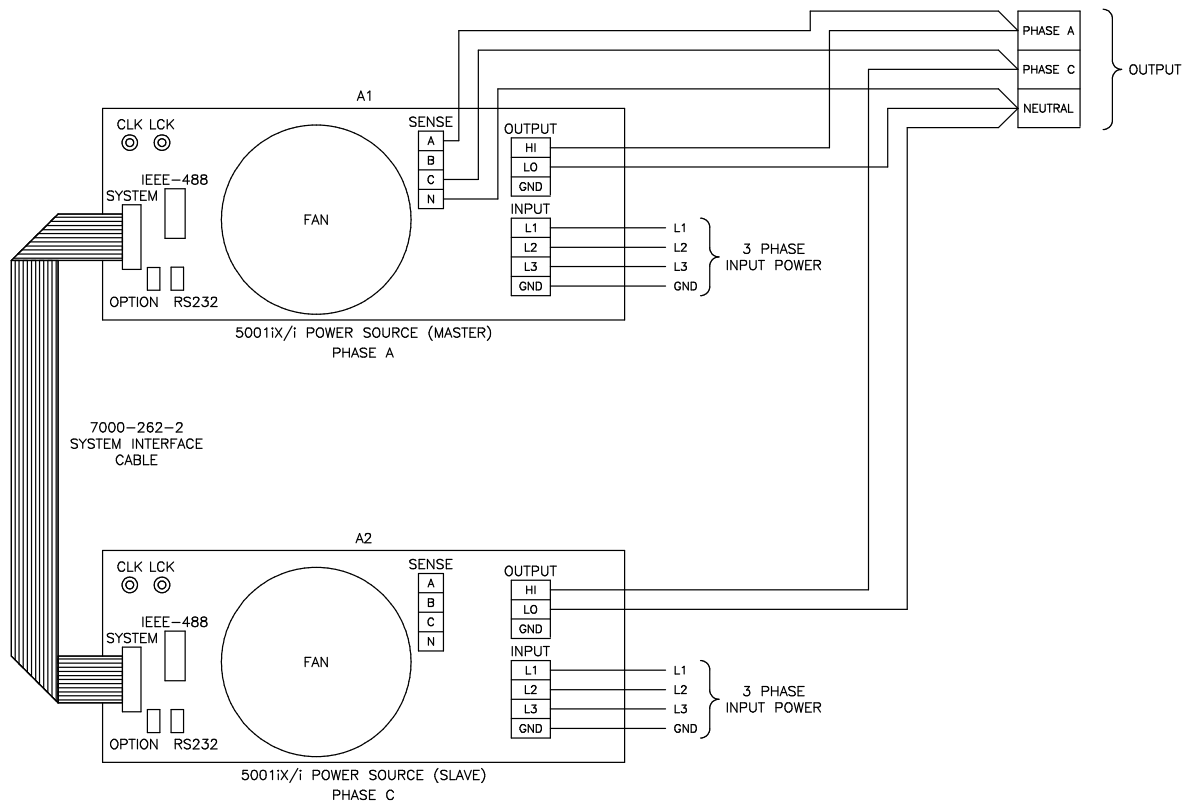 PHASE A
PHASE C
NEUTRAL
OUTPUT
A1
CLK LCK
SENSE
A
B
C
N
OUTPUT
HI
LO
GND
IEEE-488
SYSTEM
FAN
INPUT
L1
L2
L3
GND
L1
L2
L3
GND
3 PHASE
INPUT POWER
OPTION RS232
5001iX/i POWER SOURCE (MASTER)
PHASE A
7000-262-2
SYSTEM INTERFACE
CABLE
A2
CLK LCK
SENSE
A
B
C
N
OUTPUT
HI
LO
GND
IEEE-488
SYSTEM
FAN
INPUT
L1
L2
L3
GND
L1
L2
L3
GND
3 PHASE
INPUT POWER
OPTION RS232
5001iX/i POWER SOURCE (SLAVE)
PHASE C